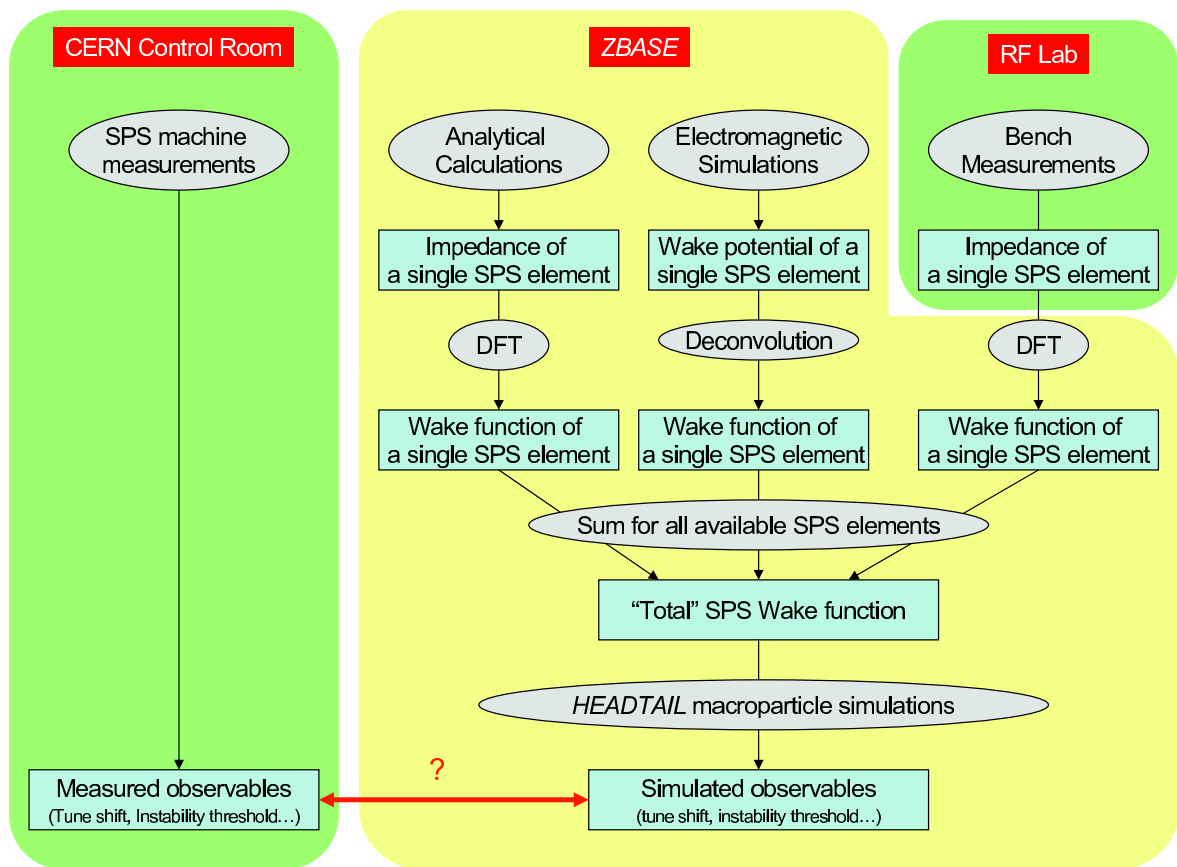 CERN Control Room
ZBASE
RF Lab
SPS machine
measurements
Analytical
Calculations
Electromagnetic
Simulations
Bench
Measurements
Impedance of
a single SPS element
Wake potential of a
single SPS element
Impedance of
a single SPS element
DFT
Deconvolution
DFT
Wake function of
a single SPS element
Wake function of
a single SPS element
Wake function of
a single SPS element
Sum for all available SPS elements
“Total” SPS Wake function
HEADTAIL macroparticle simulations
?
Measured observables
(Tune shift, Instability threshold…)
Simulated observables
(tune shift, instability threshold…)